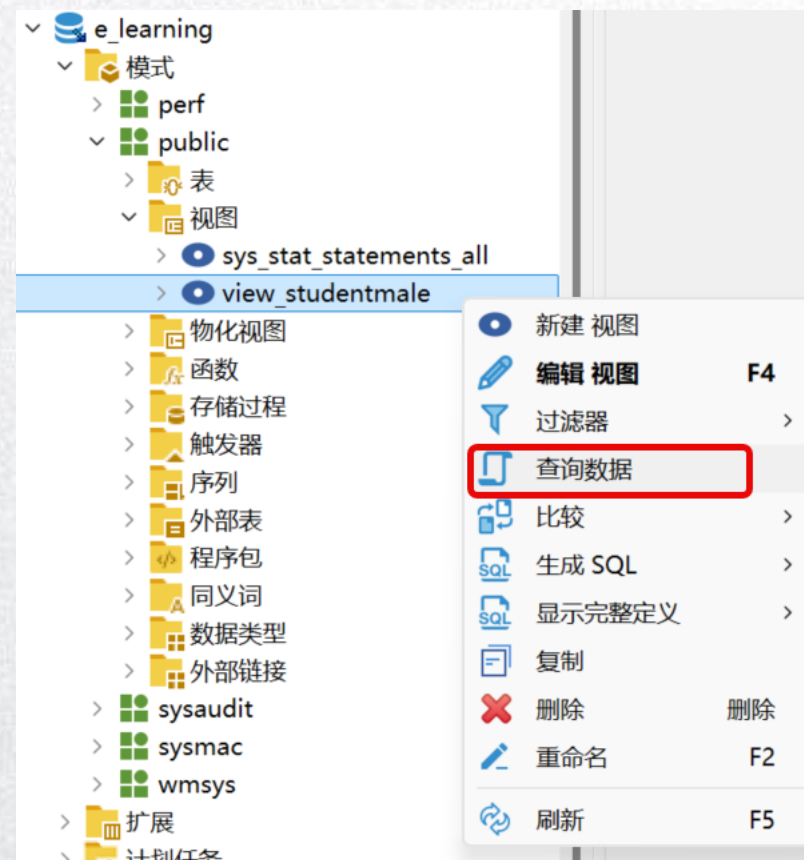 e_learning
模式
perf
public
表
视图
sys_stat_statements_all
view_studentmale
物化视图
函数
存储过程
触发器
序列
外部表
程序包
同义词
数据类型
外部链接
sysaudit
sysmac
wmsys
扩展
计划任务
新建 视图
编辑 视图 F4
过滤器
查询数据
比较
生成 SQL
显示完整定义
复制
删除 删除
重命名 F2
刷新 F5